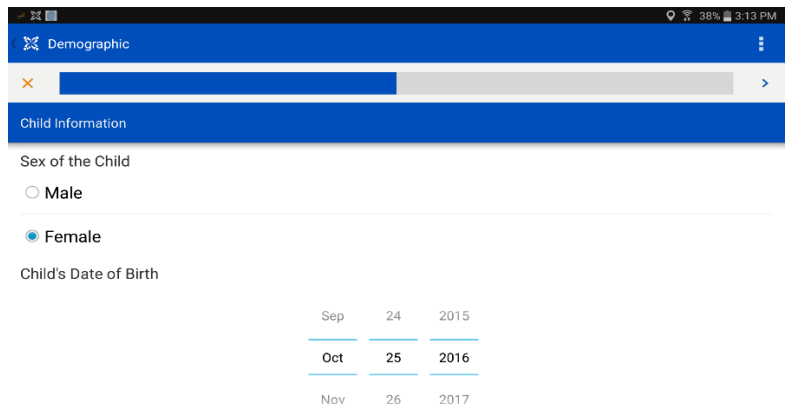 38% 3:13 PM
Demographic
Child Information
Sex of the Child
Male
Female
Child's Date of Birth
Sep 24 2015
Oct 25 2016
Nov 26 2017